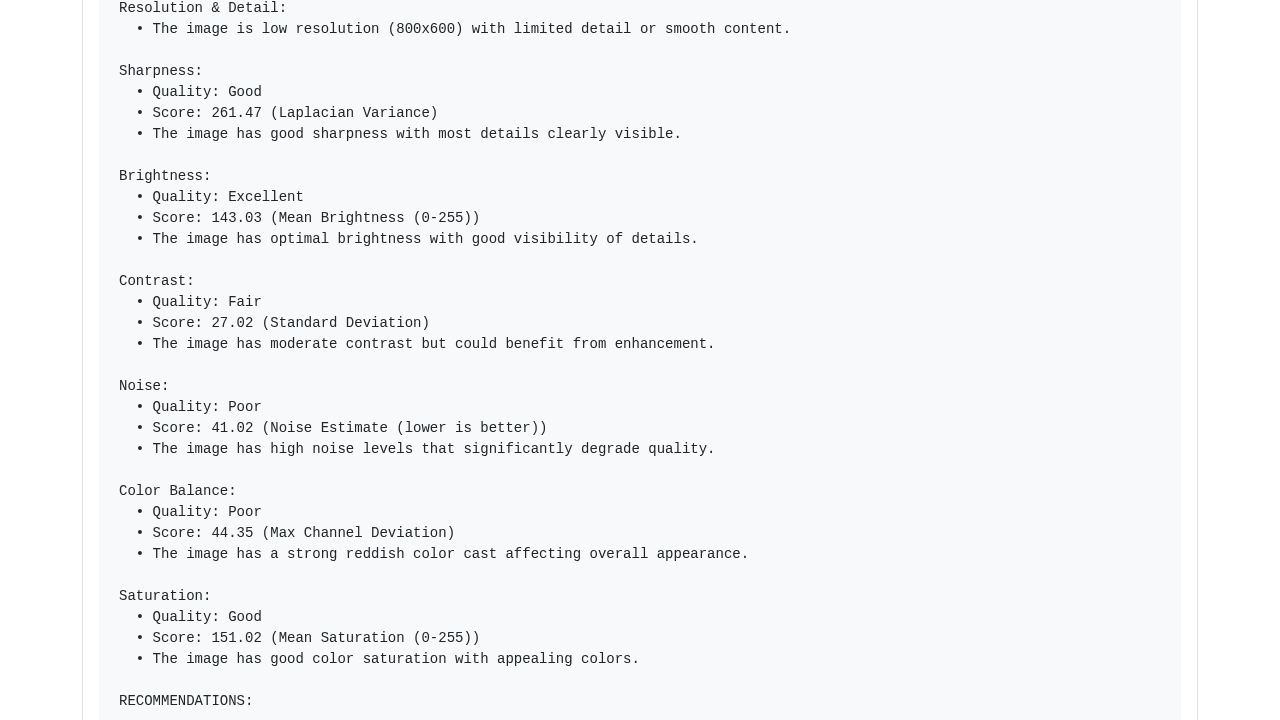 Resolution & Detail:
• The image is low resolution (800x600) with limited detail or smooth content.
Sharpness:
• Quality: Good
• Score: 261.47 (Laplacian Variance)
• The image has good sharpness with most details clearly visible.
Brightness:
• Quality: Excellent
• Score: 143.03 (Mean Brightness (0-255))
• The image has optimal brightness with good visibility of details.
Contrast:
• Quality: Fair
• Score: 27.02 (Standard Deviation)
• The image has moderate contrast but could benefit from enhancement.
Noise:
• Quality: Poor
• Score: 41.02 (Noise Estimate (lower is better))
• The image has high noise levels that significantly degrade quality.
Color Balance:
• Quality: Poor
• Score: 44.35 (Max Channel Deviation)
• The image has a strong reddish color cast affecting overall appearance.
Saturation:
• Quality: Good
• Score: 151.02 (Mean Saturation (0-255))
• The image has good color saturation with appealing colors.
RECOMMENDATIONS: